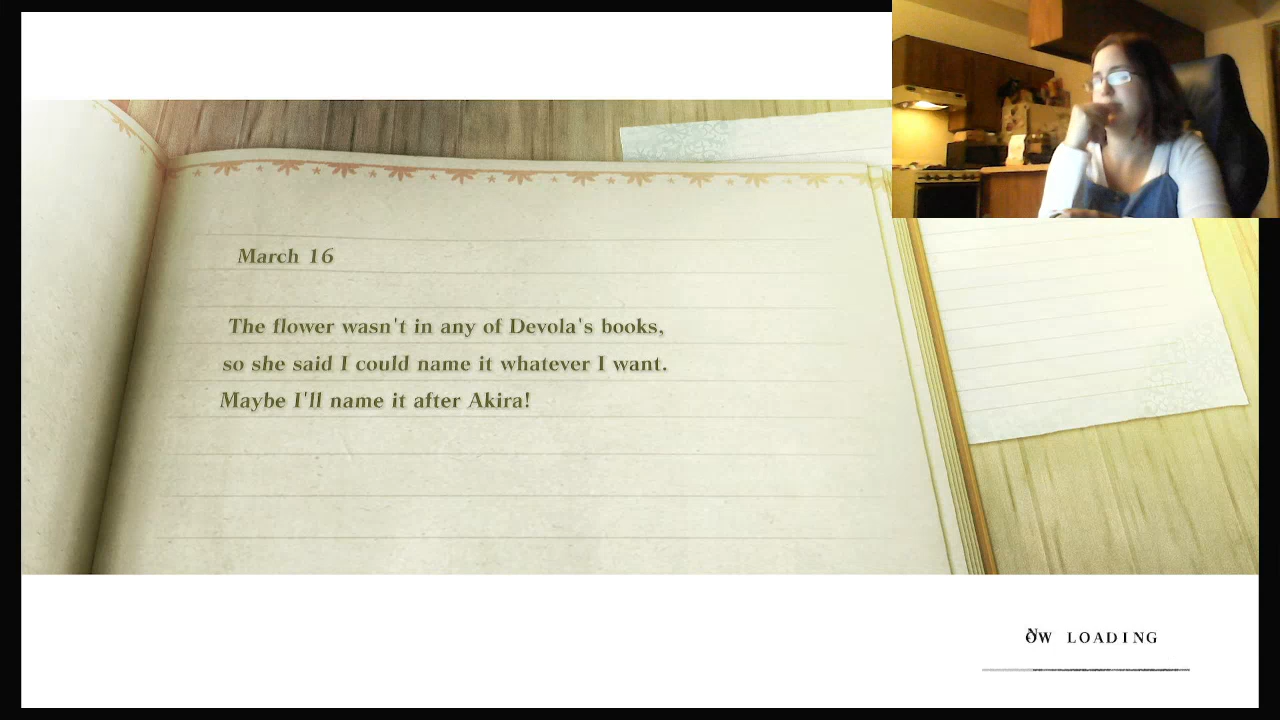 March 16
The flower wasn't in any of Devola's books,
so she said I could name it whatever I want.
Maybe I'll name it after Akira!
LOADING